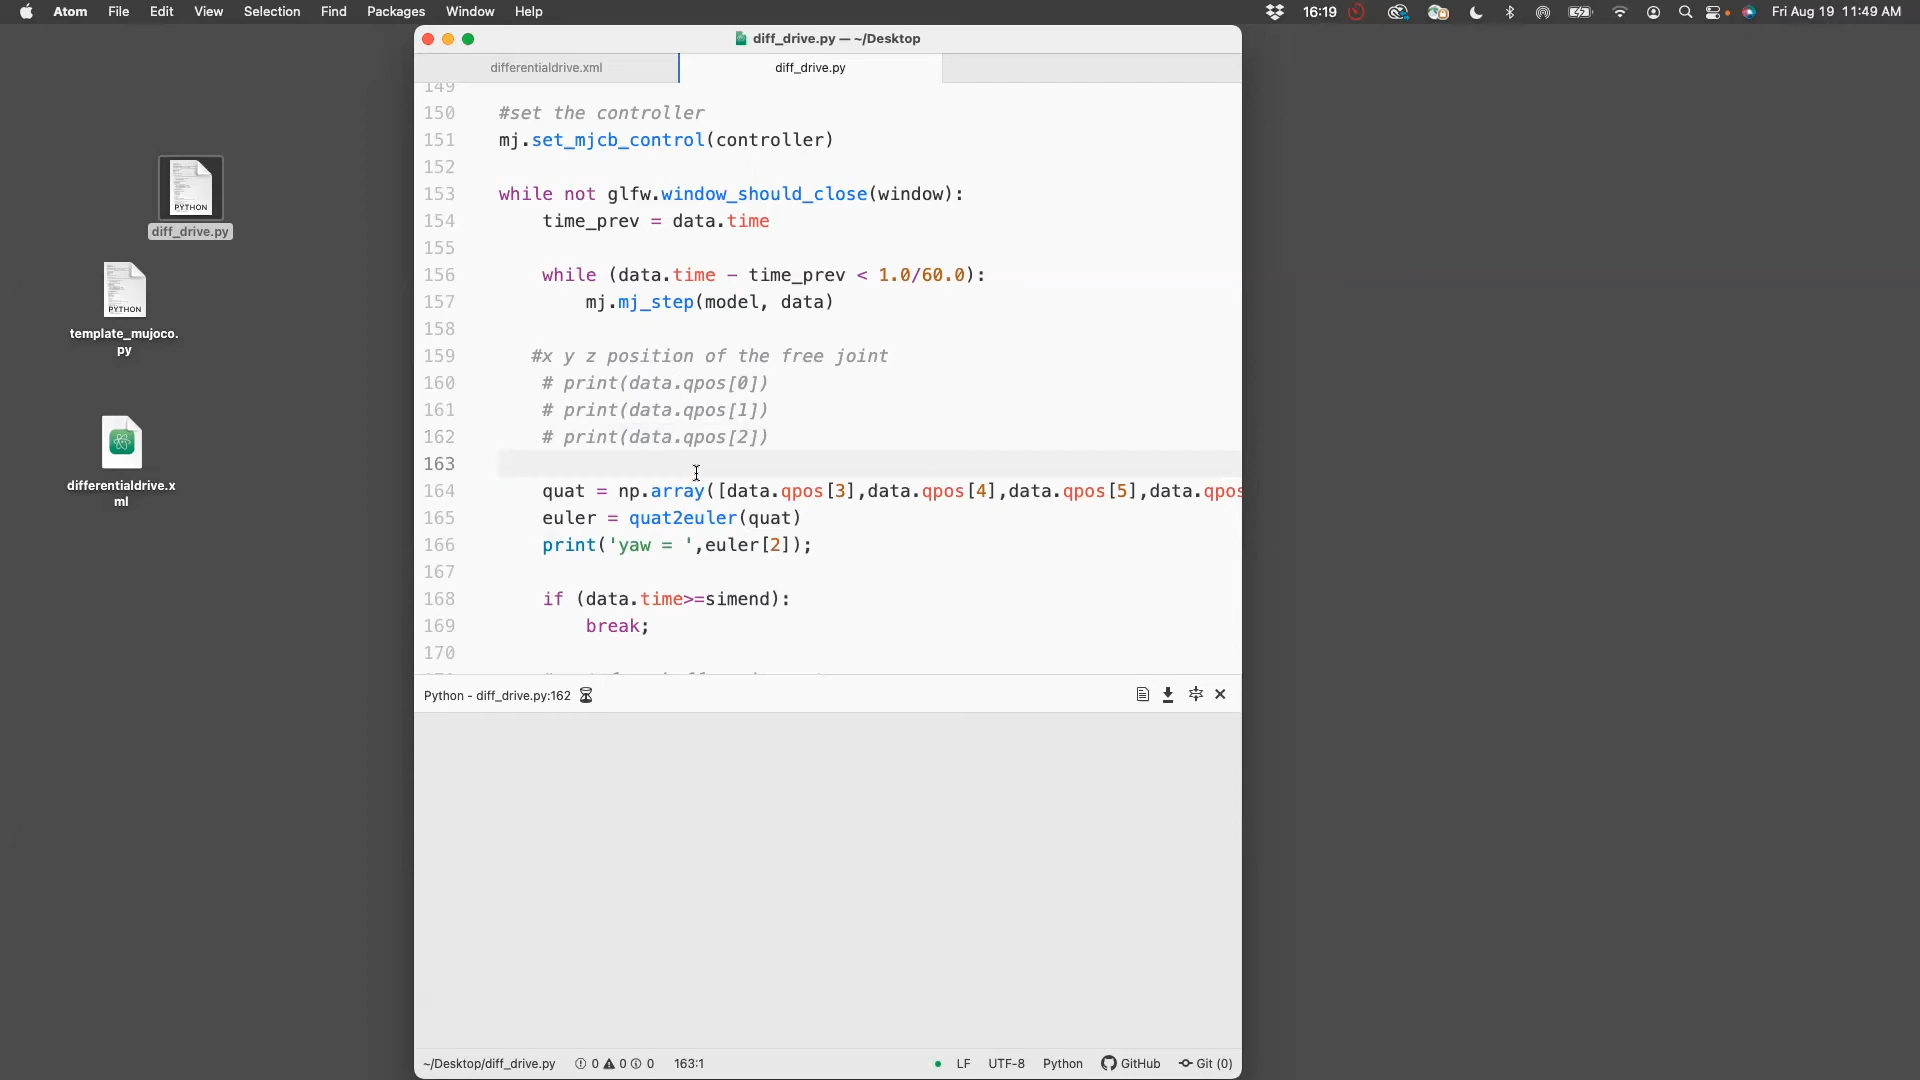 Atom File Edit View Selection Find Packages Window Help 16:19 Fri Aug 19 11:49 AM
diff_drive.py — ~/Desktop
differentialdrive.xml diff_drive.py
149
150 #set the controller
151 mj.set_mjcb_control(controller)
152
153 while not glfw.window_should_close(window):
154 time_prev = data.time
155
156 while (data.time - time_prev < 1.0/60.0):
157 mj.mj_step(model, data)
158
159 #x y z position of the free joint
160 # print(data.qpos[0])
161 # print(data.qpos[1])
162 # print(data.qpos[2])
163
164 quat = np.array([data.qpos[3],data.qpos[4],data.qpos[5],data.qpos
165 euler = quat2euler(quat)
166 print('yaw = ',euler[2]);
167
168 if (data.time>=simend):
169 break;
170
Python - diff_drive.py:162
~/Desktop/diff_drive.py 0 0 0 163:1 LF UTF-8 Python GitHub Git (0)
PYTHON
diff_drive.py
PYTHON
template_mujoco.
py
differentialdrive.x
ml